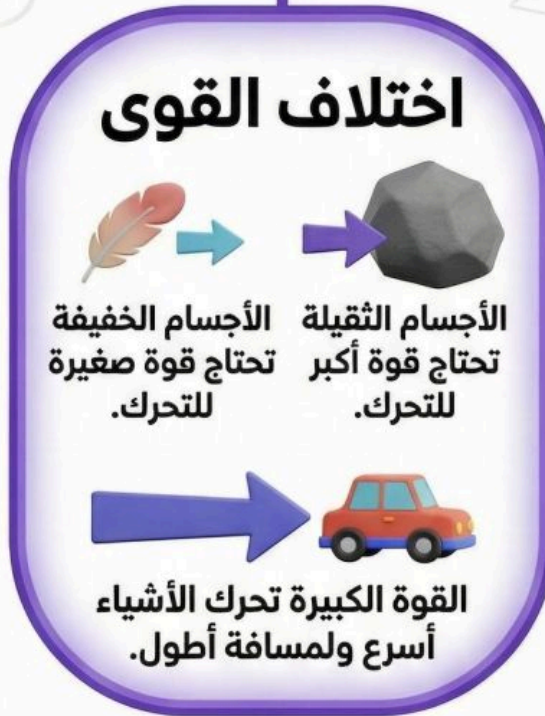 اختلاف القوى
الأجسام الثقيلة
تحتاج قوة أكبر
للتحرك.
الأجسام الخفيفة
تحتاج قوة صغيرة
للتحرك.
القوة الكبيرة تحرك الأشياء
أسرع ولمسافة أطول.